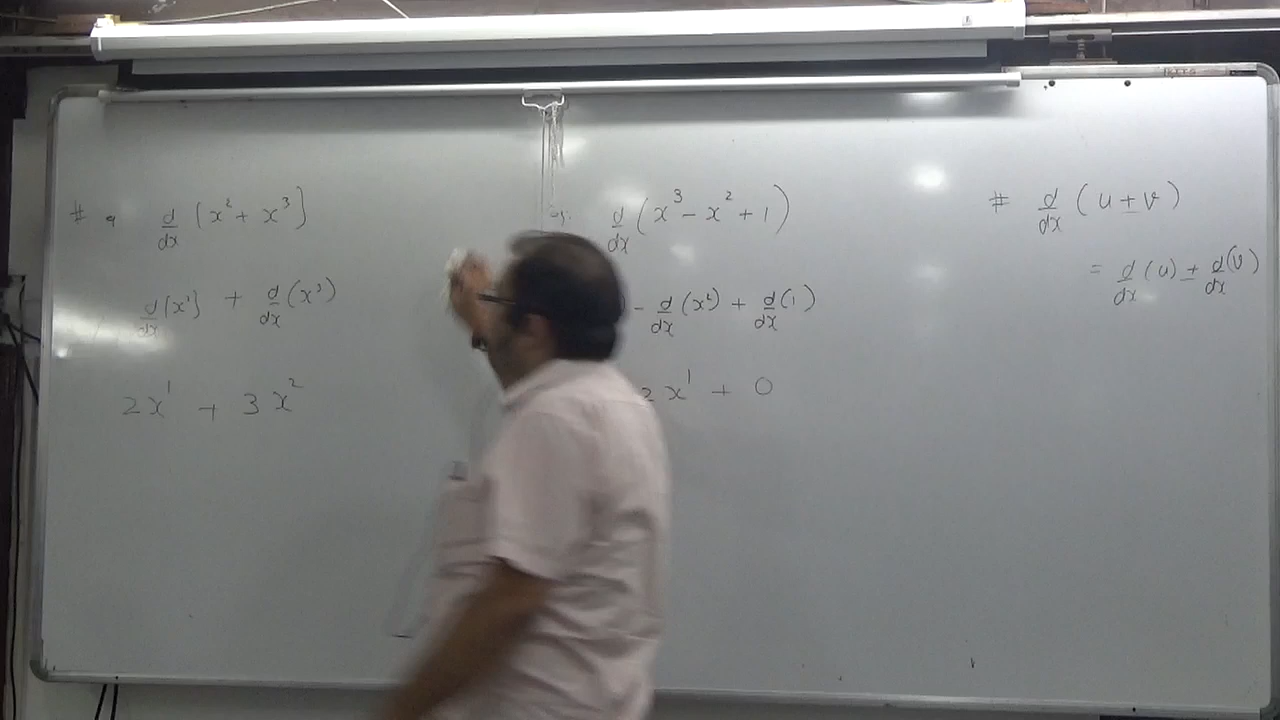 # d/dx (x² + x³)
d/dx (x²) + d/dx (x³)
2x¹ + 3x²
d/dx (x³ - x² + 1)
- d/dx (x²) + d/dx (1)
2x¹ + 0
# d/dx (u ± v)
= d/dx (u) ± d/dx (v)